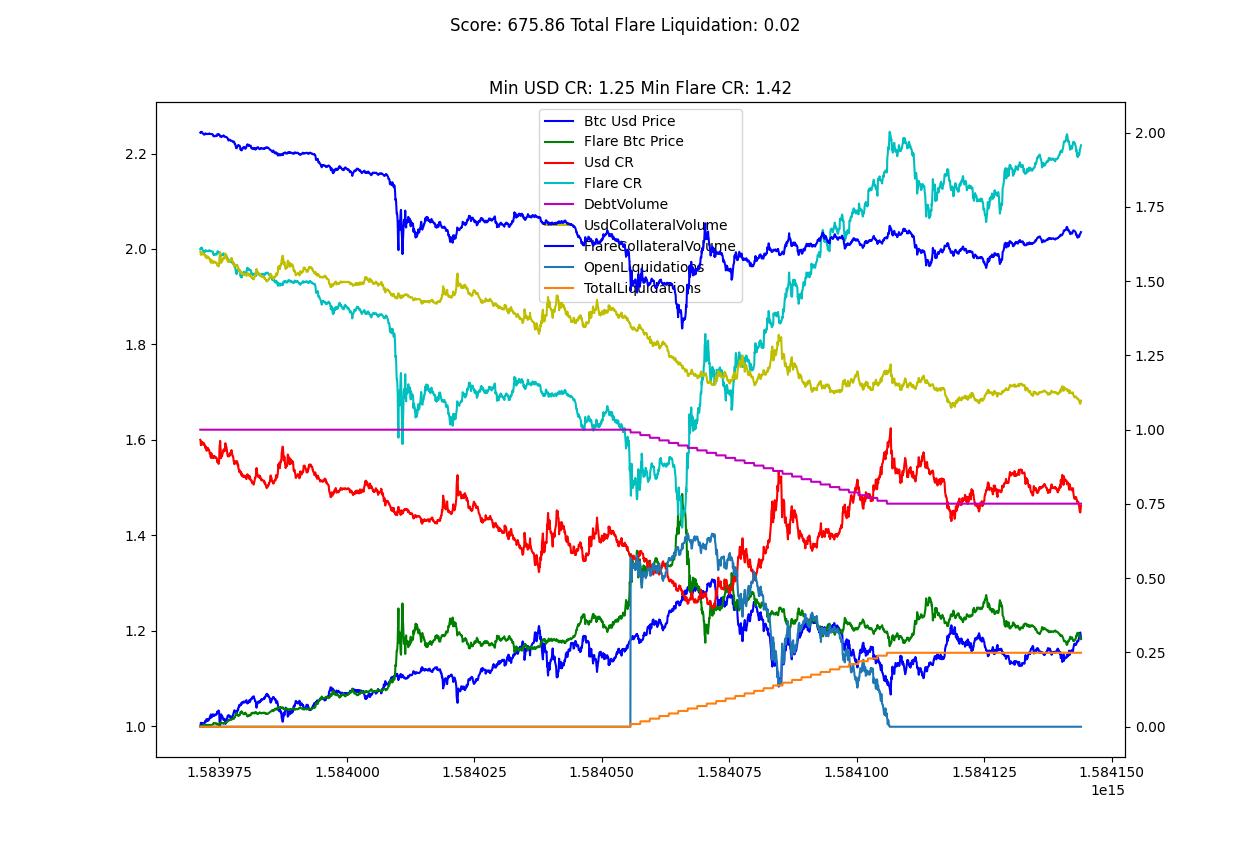 Score: 675.86 Total Flare Liquidation: 0.02
Min USD CR: 1.25 Min Flare CR: 1.42
Btc Usd Price
Flare Btc Price
Usd CR
Flare CR
DebtVolume
UsdCollateralVolume
FlareCollateralVolume
OpenLiquidations
TotalLiquidations
2.2
2.0
1.8
1.6
1.4
1.2
1.0
2.00
1.75
1.50
1.25
1.00
0.75
0.50
0.25
0.00
1.583975 1.584000 1.584025 1.584050 1.584075 1.584100 1.584125 1.584150
1e15